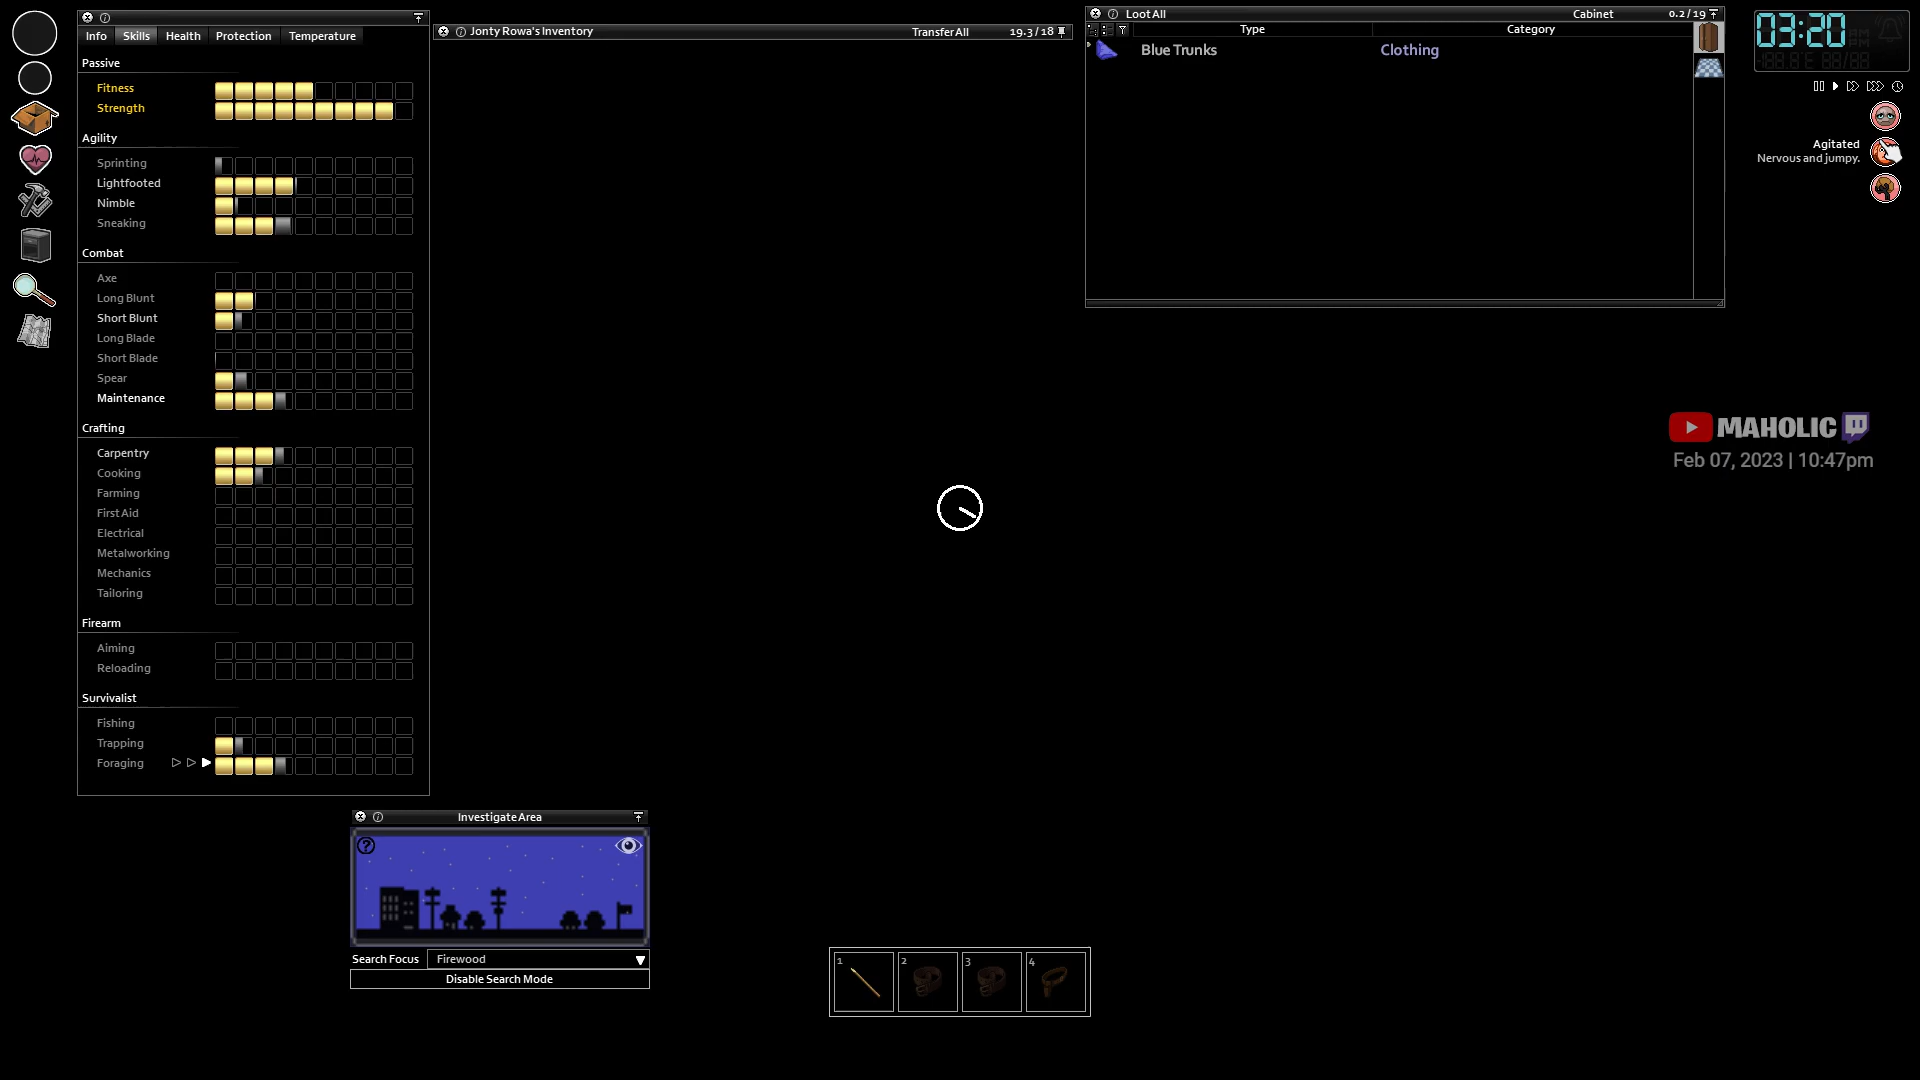 Info Skills Health Protection Temperature
Passive
Fitness
Strength
Agility
Sprinting
Lightfooted
Nimble
Sneaking
Combat
Axe
Long Blunt
Short Blunt
Long Blade
Short Blade
Spear
Maintenance
Crafting
Carpentry
Cooking
Farming
First Aid
Electrical
Metalworking
Mechanics
Tailoring
Firearm
Aiming
Reloading
Survivalist
Fishing
Trapping
Foraging
Jonty Rowa's Inventory Transfer All 19.3 / 18
Loot All Cabinet 0.2 / 19
Type Category
Blue Trunks Clothing
03:20
Agitated
Nervous and jumpy.
MAHOLIC
Feb 07, 2023 | 10:47pm
Investigate Area
?
Search Focus Firewood
Disable Search Mode
1 2 3 4